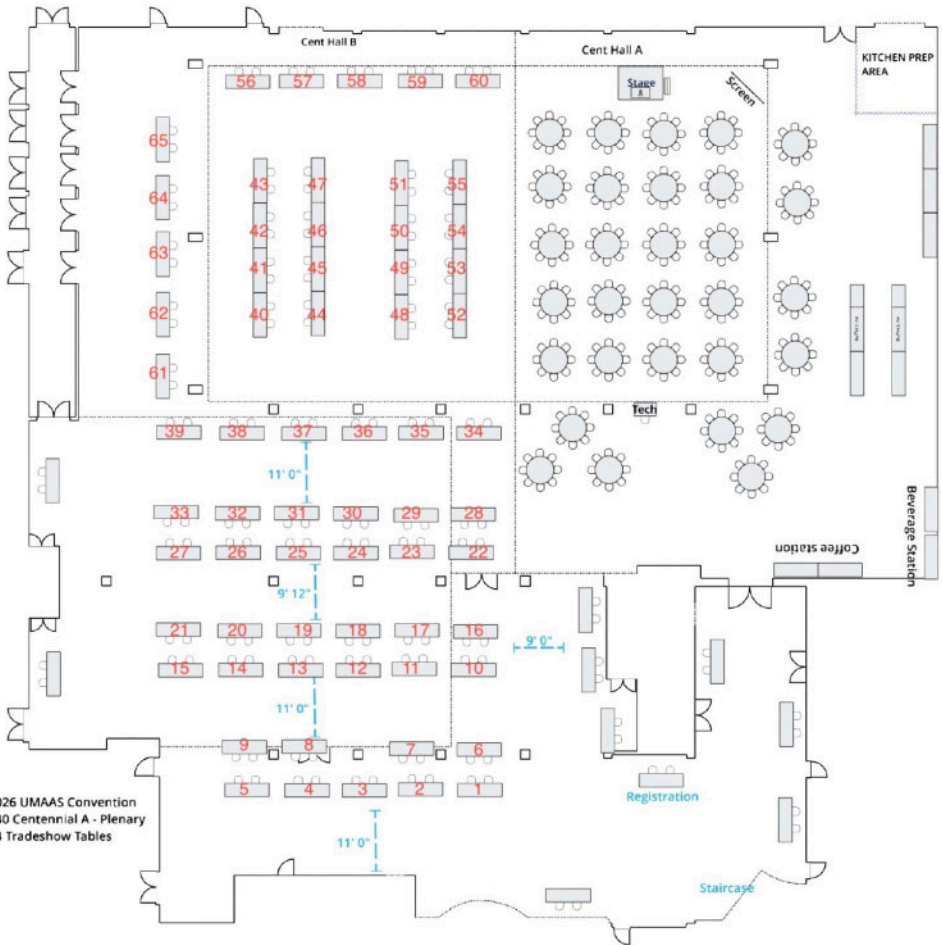 Cent Hall B
Cent Hall A
KITCHEN PREP
AREA
Stage
Screen
56 57 58 59 60
65
64
63
62
61
43 47 51 55
42 46 50 54
41 45 49 53
40 44 48 52
Tech
39 38 37 36 35 34
11' 0"
33 32 31 30 29 28
27 26 25 24 23 22
Beverage Station
Coffee station
9' 12"
21 20 19 18 17 16
9' 0"
15 14 13 12 11 10
11' 0"
9 8 7 6
5 4 3 2 1
Registration
026 UMAAS Convention
40 Centennial A - Plenary
Tradeshow Tables
11' 0"
Staircase